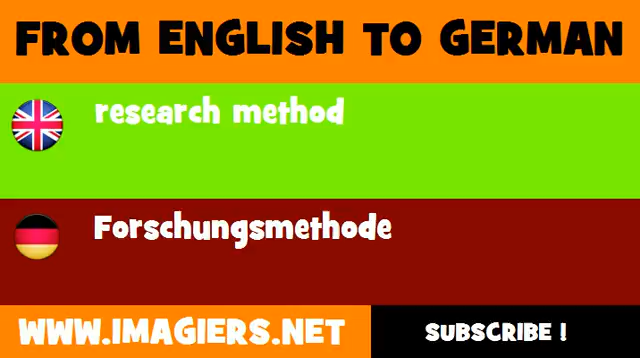 FROM ENGLISH TO GERMAN
research method
Forschungsmethode
WWW.IMAGIERS.NET
SUBSCRIBE !